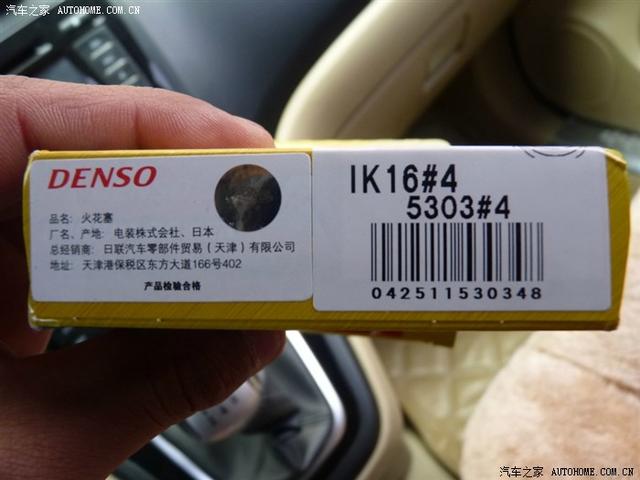 汽车之家 AUTOHOME.COM.CN
DENSO
品名: 火花塞
厂名、产地: 电装株式会社、日本
总经销商: 日联汽车零部件贸易(天津)有限公司
地址: 天津港保税区东方大道166号402
产品检验合格
IK16#4
5303#4
042511530348
汽车之家 AUTOHOME.COM.CN